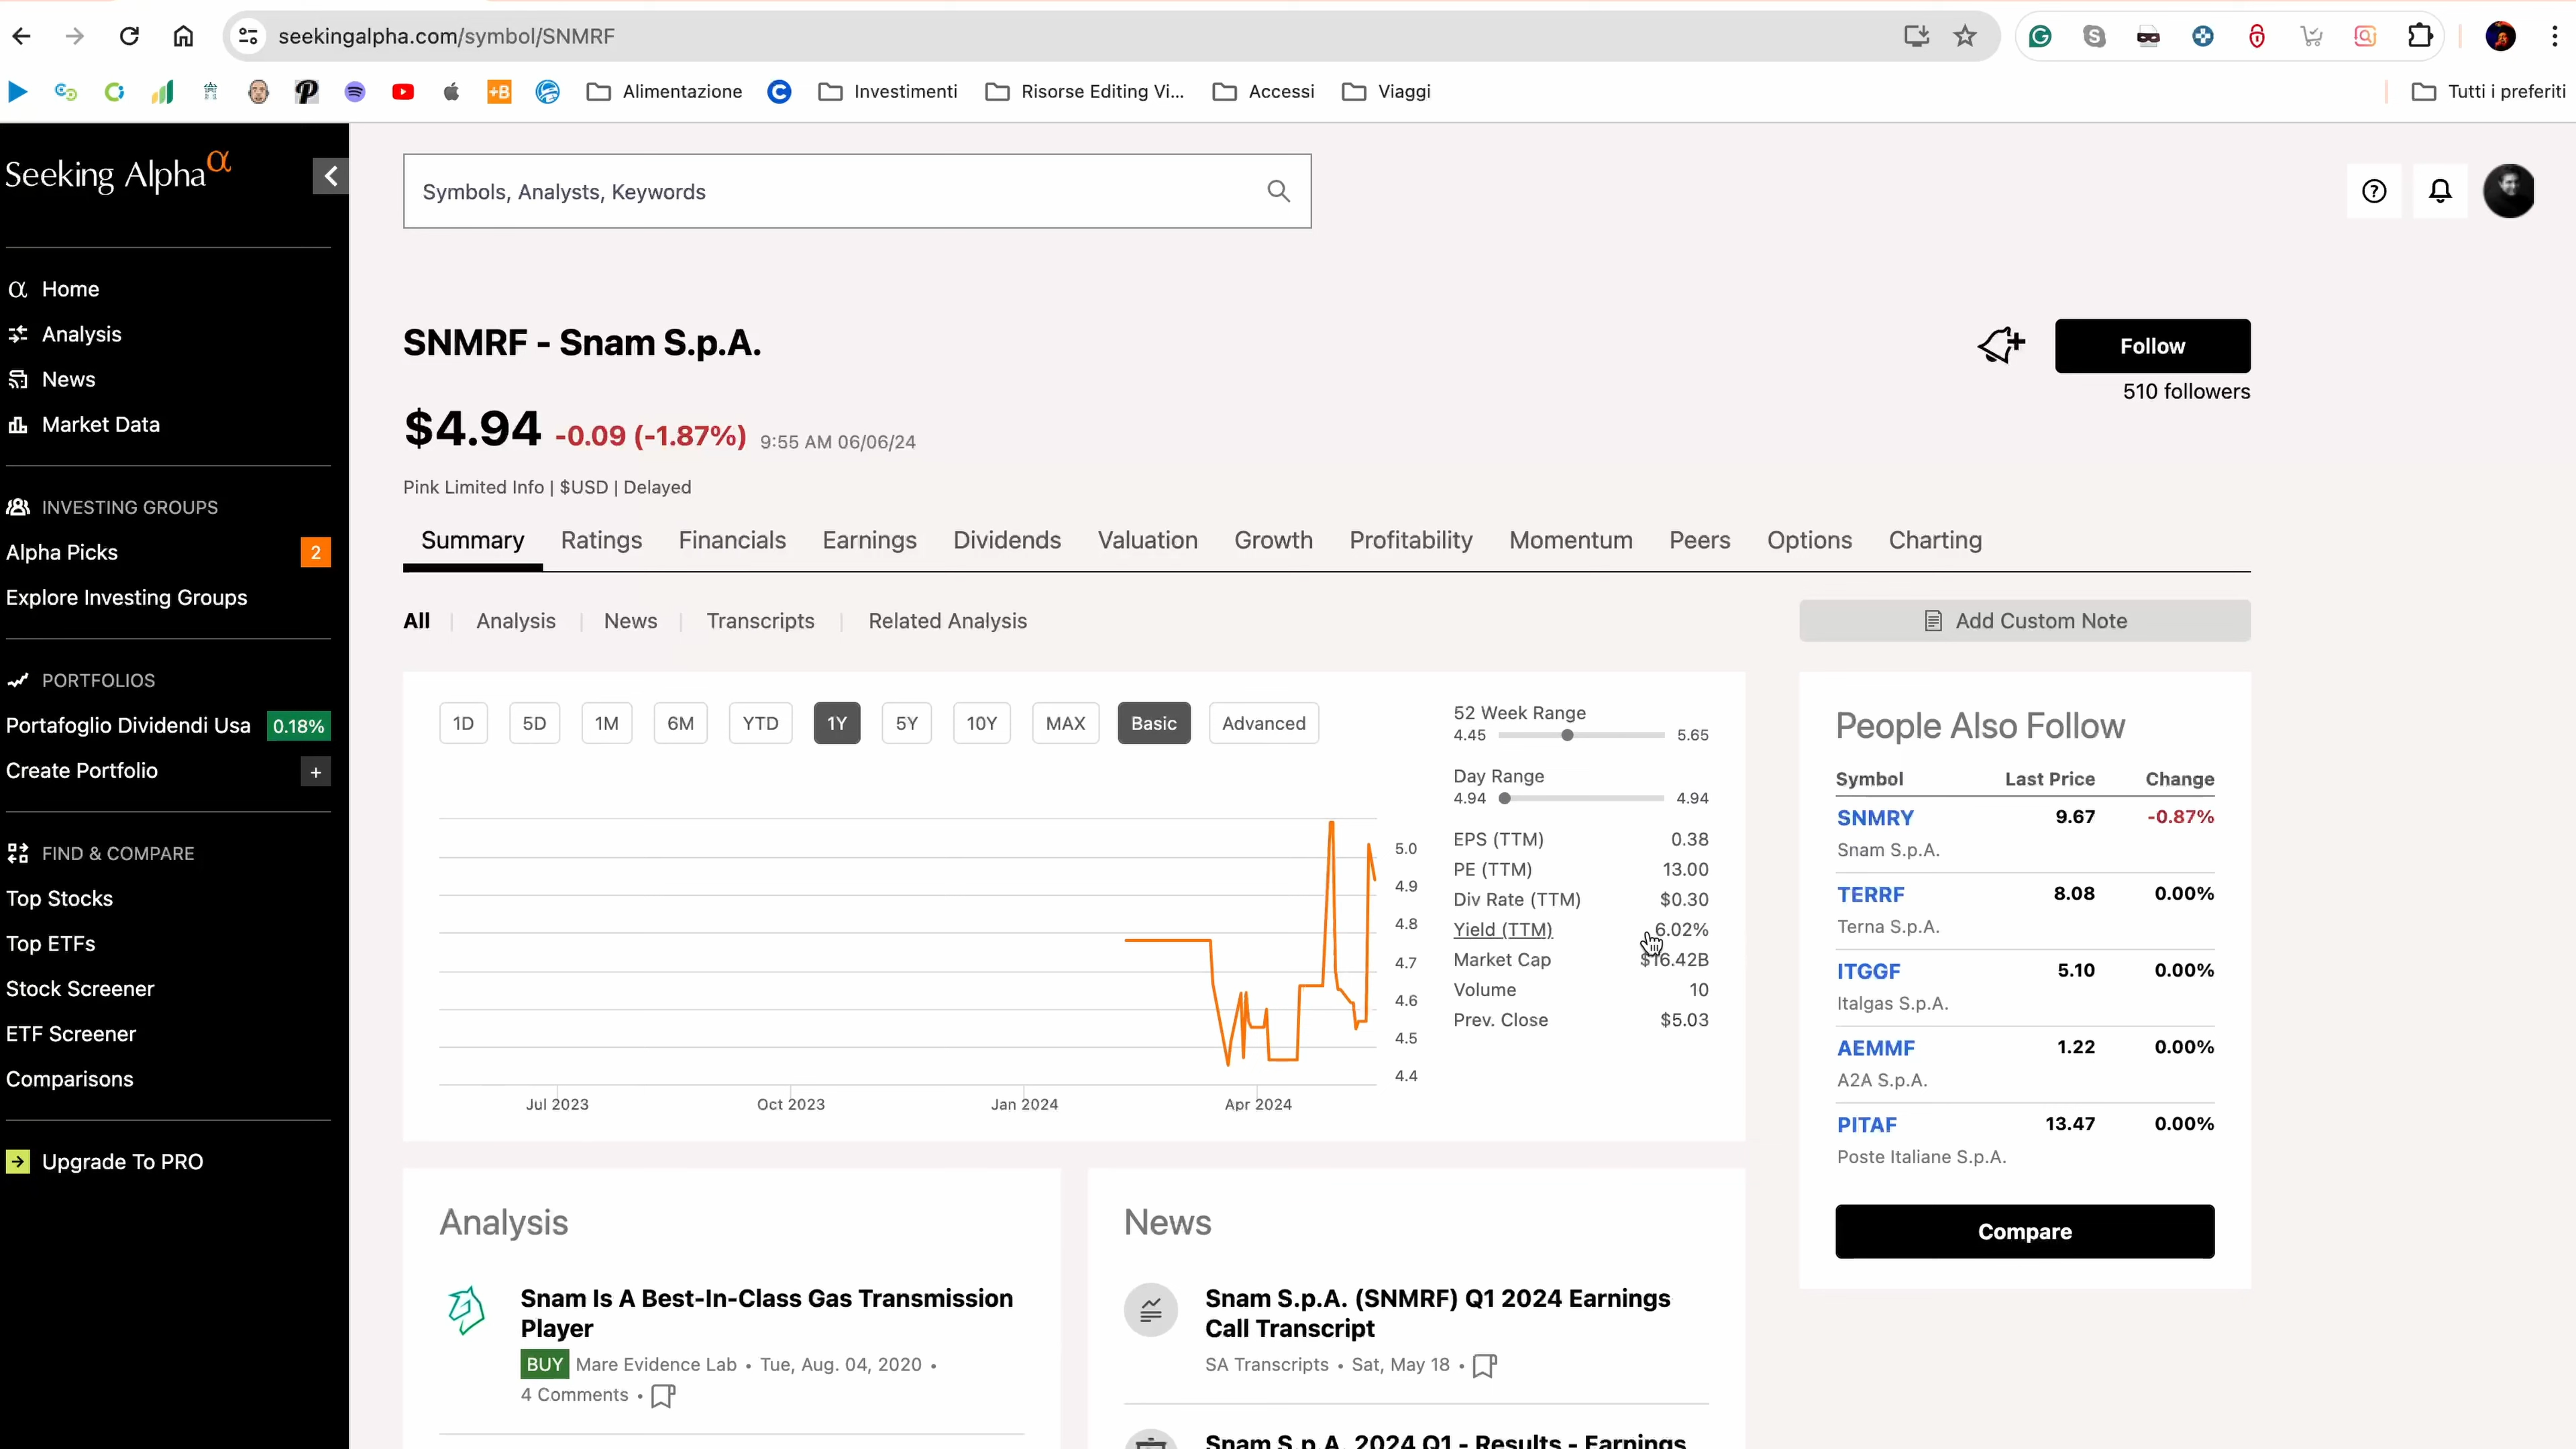 seekingalpha.com/symbol/SNMRF
Alimentazione
Investimenti
Risorse Editing Vi...
Accessi
Viaggi
Tutti i preferiti
Seeking Alpha α
Symbols, Analysts, Keywords
Home
Analysis
News
Market Data
INVESTING GROUPS
Alpha Picks 2
Explore Investing Groups
PORTFOLIOS
Portafoglio Dividendi Usa 0.18%
Create Portfolio +
FIND & COMPARE
Top Stocks
Top ETFs
Stock Screener
ETF Screener
Comparisons
Upgrade To PRO
SNMRF - Snam S.p.A.
Follow
510 followers
$4.94 -0.09 (-1.87%) 9:55 AM 06/06/24
Pink Limited Info | $USD | Delayed
Summary Ratings Financials Earnings Dividends Valuation Growth Profitability Momentum Peers Options Charting
All | Analysis | News | Transcripts | Related Analysis
Add Custom Note
1D 5D 1M 6M YTD 1Y 5Y 10Y MAX Basic Advanced
5.0
4.9
4.8
4.7
4.6
4.5
4.4
Jul 2023 Oct 2023 Jan 2024 Apr 2024
52 Week Range
4.45 5.65
Day Range
4.94 4.94
EPS (TTM) 0.38
PE (TTM) 13.00
Div Rate (TTM) $0.30
Yield (TTM) 6.02%
Market Cap $16.42B
Volume 10
Prev. Close $5.03
People Also Follow
Symbol Last Price Change
SNMRY 9.67 -0.87%
Snam S.p.A.
TERRF 8.08 0.00%
Terna S.p.A.
ITGGF 5.10 0.00%
Italgas S.p.A.
AEMMF 1.22 0.00%
A2A S.p.A.
PITAF 13.47 0.00%
Poste Italiane S.p.A.
Compare
Analysis
Snam Is A Best-In-Class Gas Transmission
Player
BUY Mare Evidence Lab • Tue, Aug. 04, 2020 •
4 Comments •
News
Snam S.p.A. (SNMRF) Q1 2024 Earnings
Call Transcript
SA Transcripts • Sat, May 18 •
Snam S.p.A. 2024 Q1 - Results - Earnings